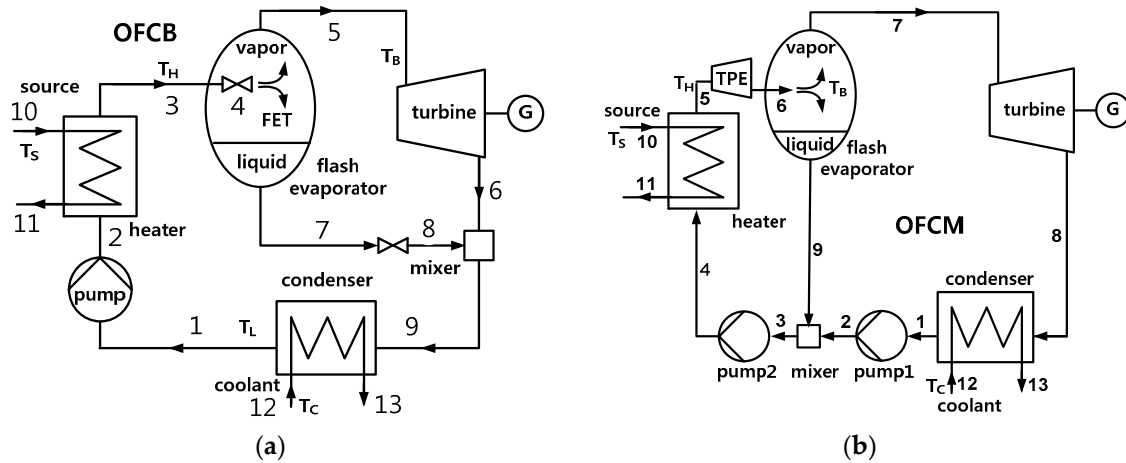 OFCB
5
vapor
T_B
T_H
3
4
FET
source
10
T_S
turbine
G
liquid
flash
evaporator
11
2
heater
6
7
8
mixer
pump
condenser
1
T_L
9
coolant
12
T_C
13
(a)
7
vapor
TPE
T_H
5
6
T_B
source
T_S
10
turbine
G
liquid
flash
evaporator
11
heater
OFCM
4
9
8
condenser
3
2
1
pump2
mixer
pump1
T_C
12
13
coolant
(b)